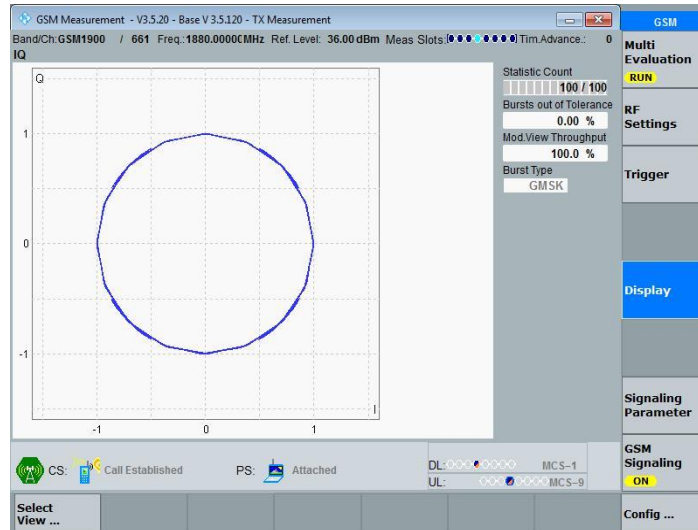 GSM Measurement - V3.5.20 - Base V 3.5.120 - TX Measurement
GSM
Band/Ch: GSM1900 / 661 Freq.: 1880.0000 MHz Ref. Level: 36.00 dBm Meas Slots: Tim.Advance.: 0
IQ
Multi
Evaluation
RUN
RF
Settings
Trigger
Display
Signaling
Parameter
GSM
Signaling
ON
Config ...
Statistic Count
100 / 100
Bursts out of Tolerance
0.00 %
Mod.View Throughput
100.0 %
Burst Type
GMSK
Q
1
0
-1
I
-1 0 1
CS: Call Established PS: Attached
DL: MCS-1
UL: MCS-9
Select
View ...